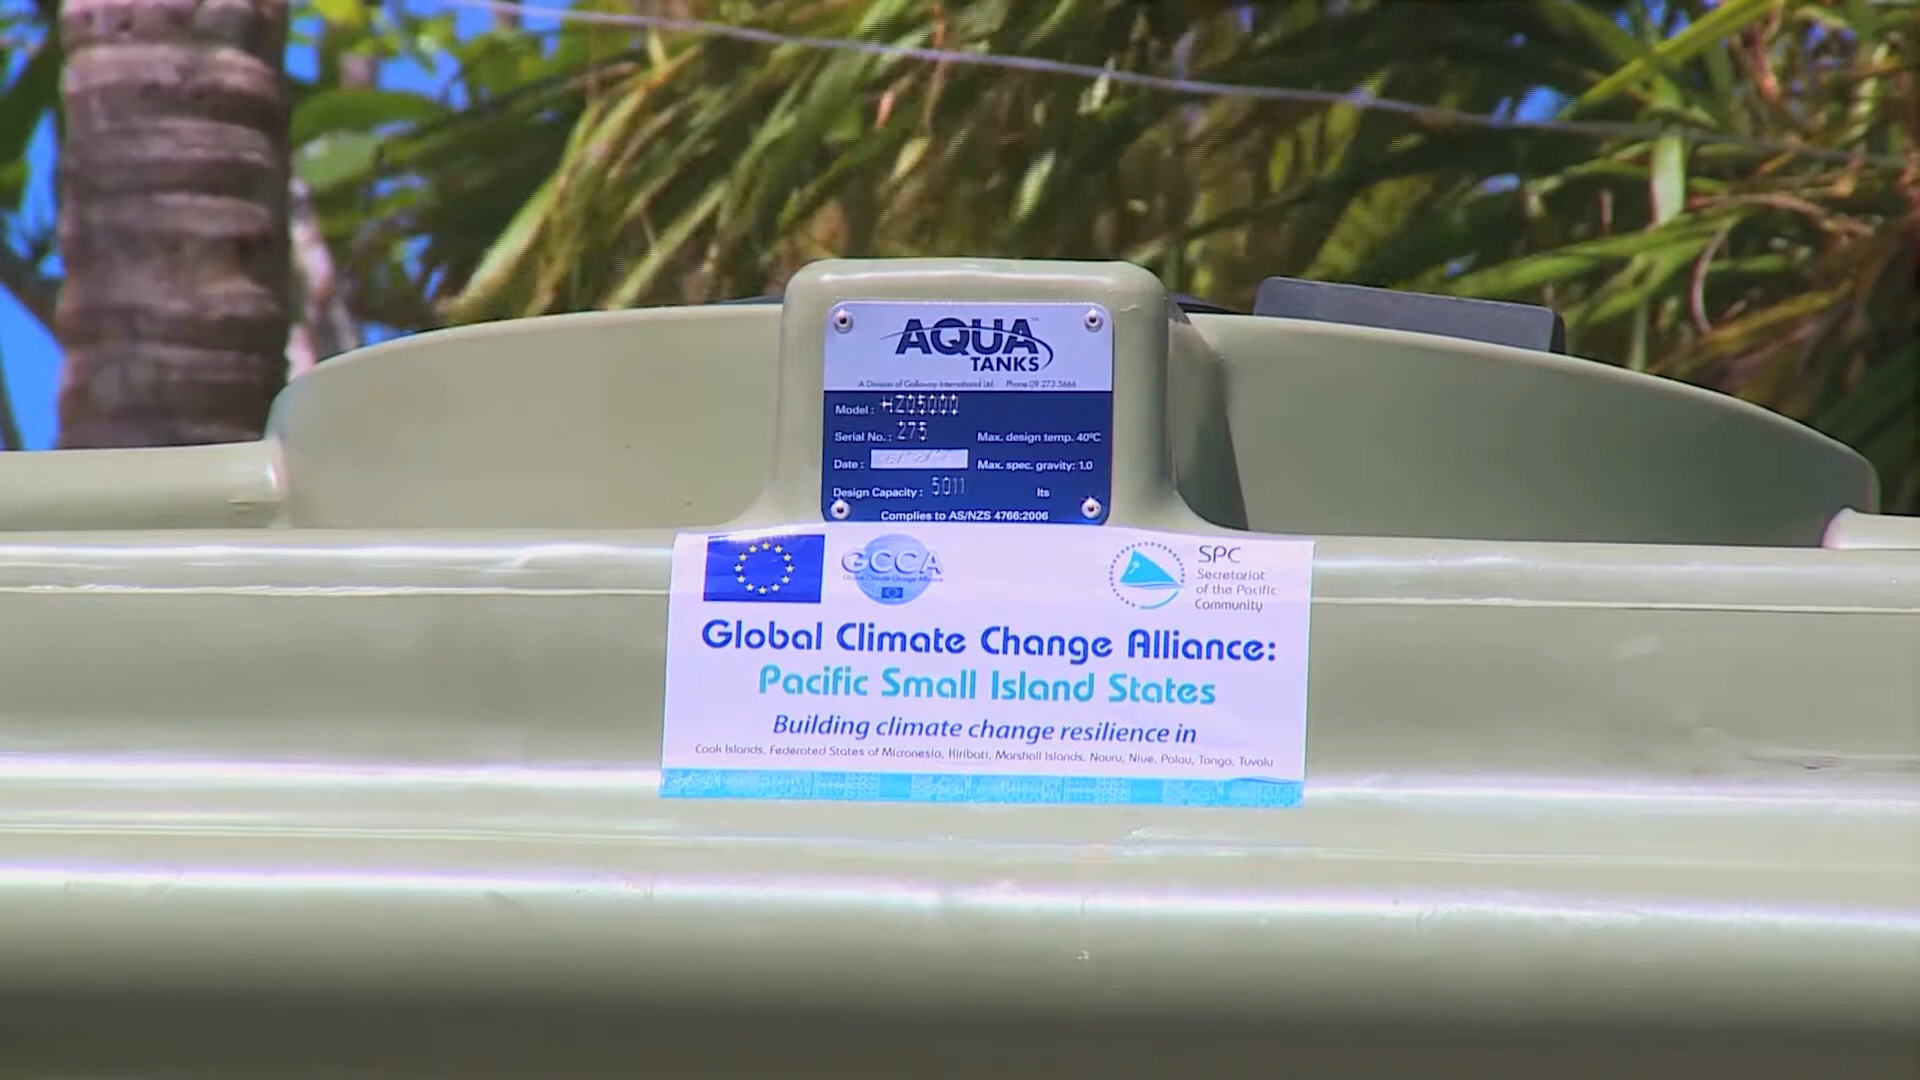 AQUA
TANKS
A Division of Galloway International Ltd. Phone 09 273 5666
Model: HZ05000
Serial No.: 275
Max. design temp. 40ºC
Date:
Max. spec. gravity: 1.0
Design Capacity: 5011 lts
Complies to AS/NZS 4766:2006
GCCA
Global Climate Change Alliance
SPC
Secretariat
of the Pacific
Community
Global Climate Change Alliance:
Pacific Small Island States
Building climate change resilience in
Cook Islands, Federated States of Micronesia, Kiribati, Marshall Islands, Nauru, Niue, Palau, Tonga, Tuvalu